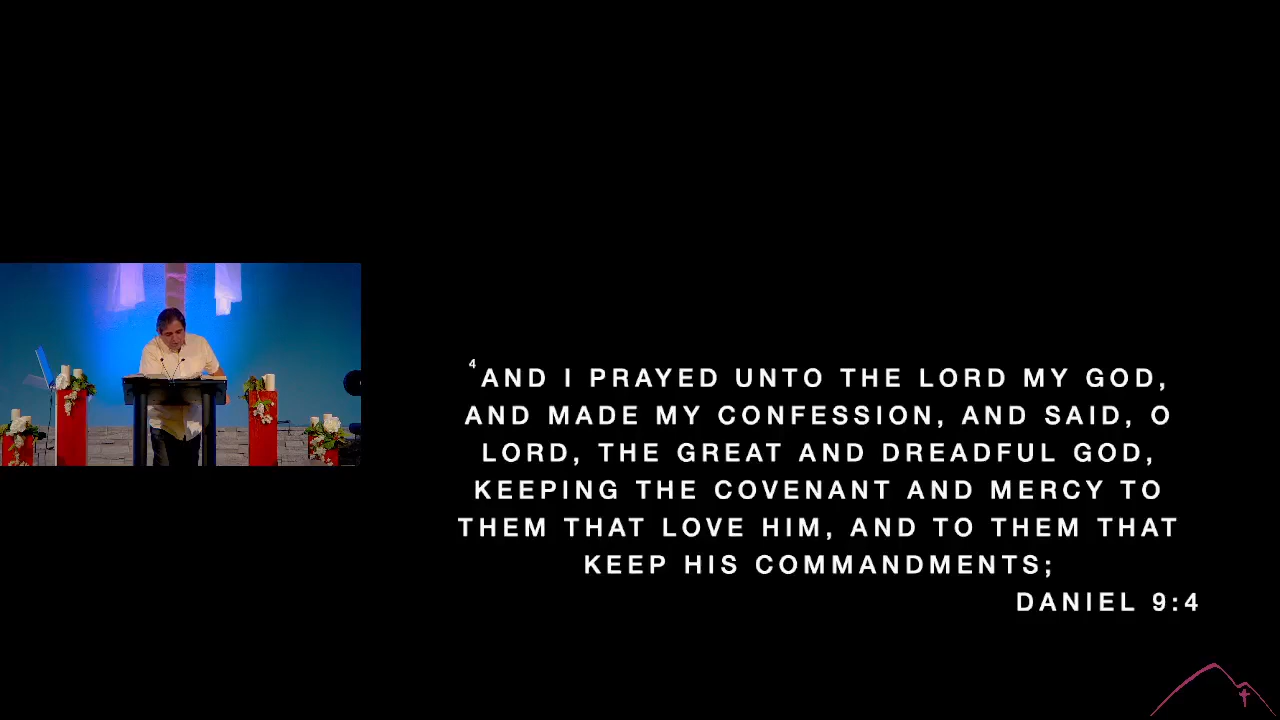 4 AND I PRAYED UNTO THE LORD MY GOD,
AND MADE MY CONFESSION, AND SAID, O
LORD, THE GREAT AND DREADFUL GOD,
KEEPING THE COVENANT AND MERCY TO
THEM THAT LOVE HIM, AND TO THEM THAT
KEEP HIS COMMANDMENTS;
DANIEL 9:4